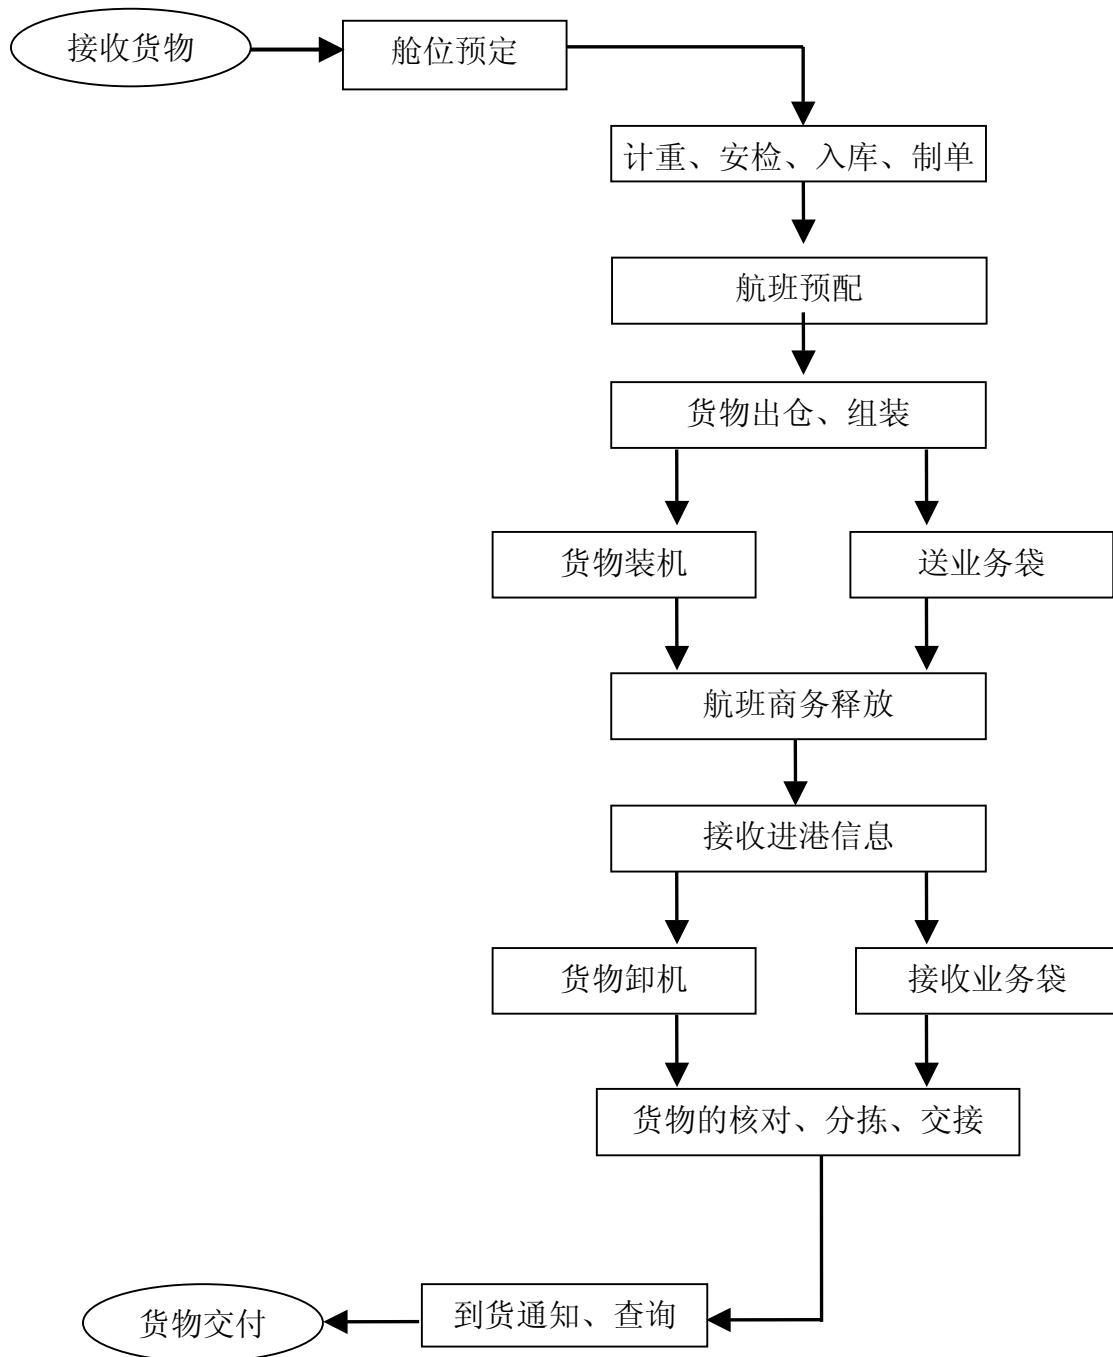 接收货物
舱位预定
计重、安检、入库、制单
航班预配
货物出仓、组装
货物装机
送业务袋
航班商务释放
接收进港信息
货物卸机
接收业务袋
货物的核对、分拣、交接
到货通知、查询
货物交付